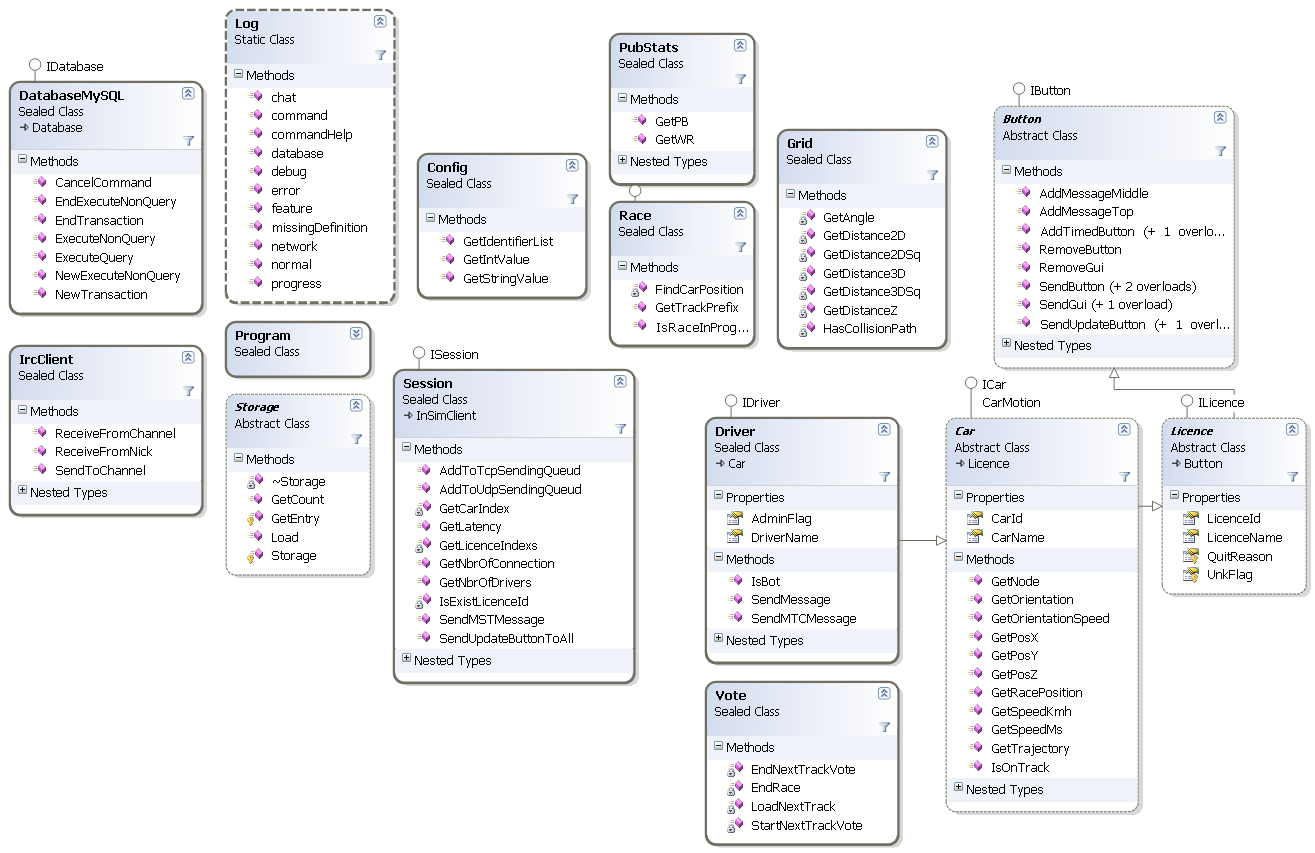 IDatabase
DatabaseMySQL
Sealed Class
Database
Methods
CancelCommand
EndExecuteNonQuery
EndTransaction
ExecuteNonQuery
ExecuteQuery
NewExecuteNonQuery
NewTransaction
IrcClient
Sealed Class
Methods
ReceiveFromChannel
ReceiveFromNick
SendToChannel
Nested Types
Log
Static Class
Methods
chat
command
commandHelp
database
debug
error
feature
missingDefinition
network
normal
progress
Program
Sealed Class
Storage
Abstract Class
Methods
~Storage
GetCount
GetEntry
Load
Storage
Config
Sealed Class
Methods
GetIdentifierList
GetIntValue
GetStringValue
ISession
Session
Sealed Class
InSimClient
Methods
AddToTcpSendingQueud
AddToUdpSendingQueud
GetCarIndex
GetLatency
GetLicenceIndexs
GetNbrOfConnection
GetNbrOfDrivers
IsExistLicenceId
SendMSTMessage
SendUpdateButtonToAll
Nested Types
PubStats
Sealed Class
Methods
GetPB
GetWR
Nested Types
Race
Sealed Class
Methods
FindCarPosition
GetTrackPrefix
IsRaceInProg...
Grid
Sealed Class
Methods
GetAngle
GetDistance2D
GetDistance2DSq
GetDistance3D
GetDistance3DSq
GetDistanceZ
HasCollisionPath
IDriver
Driver
Sealed Class
Car
Properties
AdminFlag
DriverName
Methods
IsBot
SendMessage
SendMTCMessage
Nested Types
Vote
Sealed Class
Methods
EndNextTrackVote
EndRace
LoadNextTrack
StartNextTrackVote
IButton
Button
Abstract Class
Methods
AddMessageMiddle
AddMessageTop
AddTimedButton (+ 1 overlo...
RemoveButton
RemoveGui
SendButton (+ 2 overloads)
SendGui (+ 1 overload)
SendUpdateButton (+ 1 overl...
Nested Types
ICar
CarMotion
Car
Abstract Class
Licence
Properties
CarId
CarName
Methods
GetNode
GetOrientation
GetOrientationSpeed
GetPosX
GetPosY
GetPosZ
GetRacePosition
GetSpeedKmh
GetSpeedMs
GetTrajectory
IsOnTrack
Nested Types
ILicence
Licence
Abstract Class
Button
Properties
LicenceId
LicenceName
QuitReason
UnkFlag